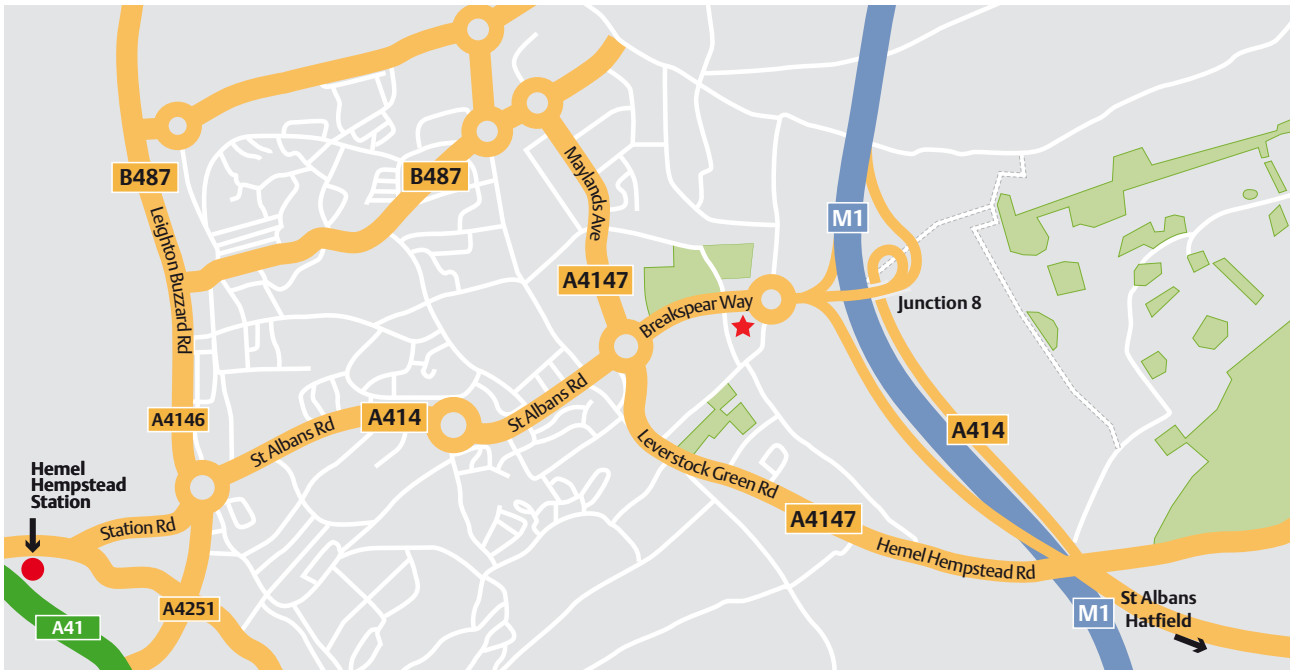 B487
B487
Maylands Ave
Leighton Buzzard Rd
M1
A4147
Breakspear Way
Junction 8
A4146
St Albans Rd
A414
St Albans Rd
A414
Leverstock Green Rd
Hemel
Hempstead
Station
Station Rd
A4147
Hemel Hempstead Rd
A4251
A41
M1
St Albans
Hatfield